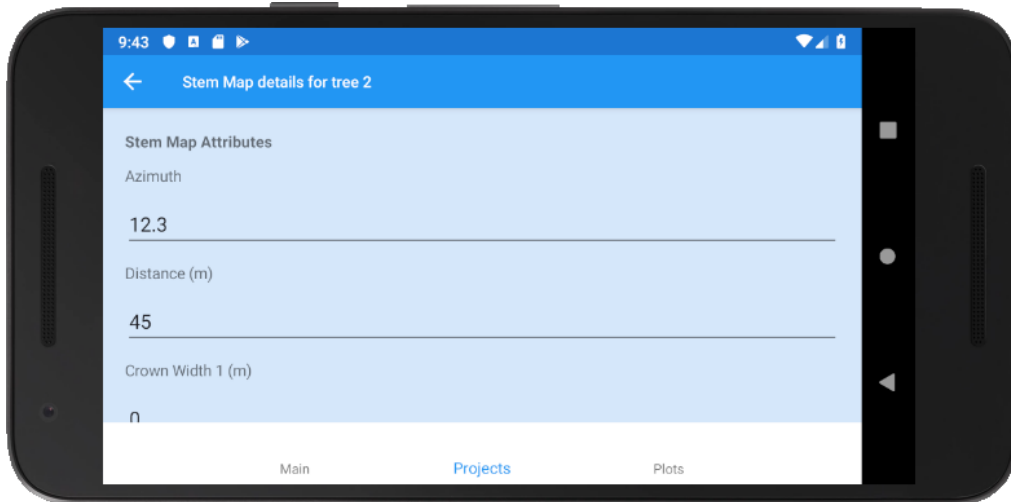 9:43
Stem Map details for tree 2
Stem Map Attributes
Azimuth
12.3
Distance (m)
45
Crown Width 1 (m)
0
Main Projects Plots